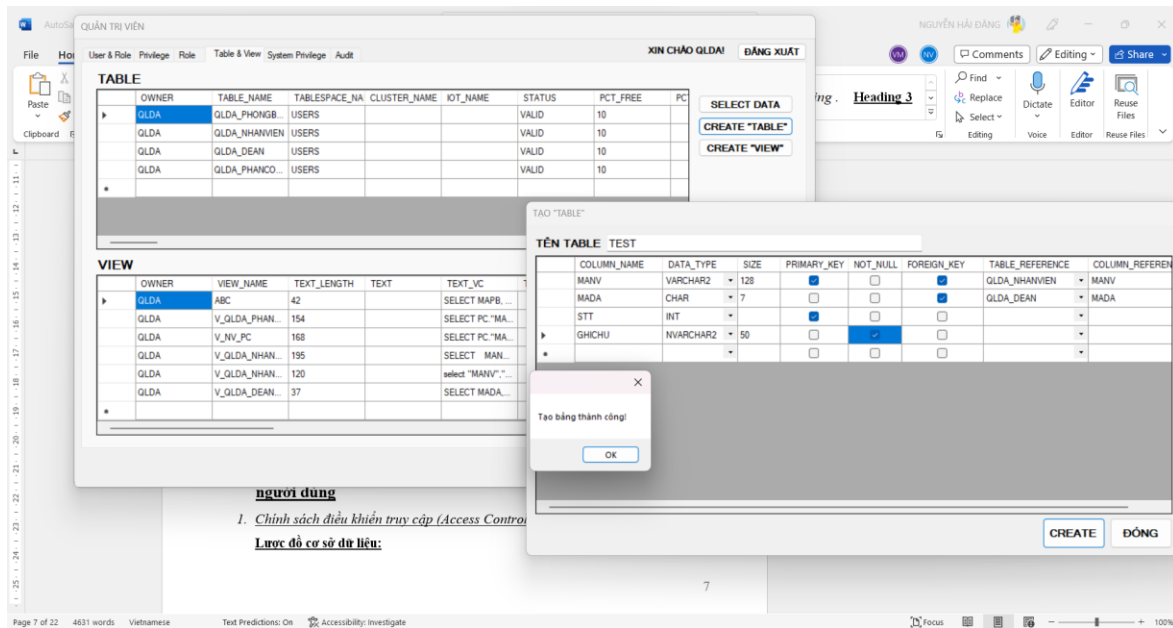 AutoSa
NGUYỄN HẢI ĐĂNG
File
Ho
VM
NV
Comments
Editing
Share
Paste
Clipboard
ing .
Heading 3
Find
Replace
Select
Editing
Dictate
Voice
Editor
Editor
Reuse
Files
Reuse Files
QUẢN TRỊ VIÊN
User & Role Privilege Role Table & View System Privilege Audit
XIN CHÀO QLDA!
ĐĂNG XUẤT
TABLE
OWNER TABLE_NAME TABLESPACE_NA CLUSTER_NAME IOT_NAME STATUS PCT_FREE PC
QLDA QLDA_PHONGB... USERS VALID 10
QLDA QLDA_NHANVIEN USERS VALID 10
QLDA QLDA_DEAN USERS VALID 10
QLDA QLDA_PHANCO... USERS VALID 10
SELECT DATA
CREATE "TABLE"
CREATE "VIEW"
VIEW
OWNER VIEW_NAME TEXT_LENGTH TEXT TEXT_VC
QLDA ABC 42 SELECT MAPB, ...
QLDA V_QLDA_PHAN... 154 SELECT PC."MA...
QLDA V_NV_PC 168 SELECT PC."MA...
QLDA V_QLDA_NHAN... 195 SELECT MAN...
QLDA V_QLDA_NHAN... 120 select "MANV","...
QLDA V_QLDA_DEAN... 37 SELECT MADA,...
TẠO "TABLE"
TÊN TABLE TEST
COLUMN_NAME DATA_TYPE SIZE PRIMARY_KEY NOT_NULL FOREIGN_KEY TABLE_REFERENCE COLUMN_REFEREN
MANV VARCHAR2 128 QLDA_NHANVIEN MANV
MADA CHAR 7 QLDA_DEAN MADA
STT INT
GHICHU NVARCHAR2 50
Tạo bảng thành công!
OK
CREATE
ĐÓNG
người dùng
1. Chính sách điều khiển truy cập (Access Contro
Lược đồ cơ sở dữ liệu:
7
Page 7 of 22 4631 words Vietnamese Text Predictions: On Accessibility: Investigate Focus 100%